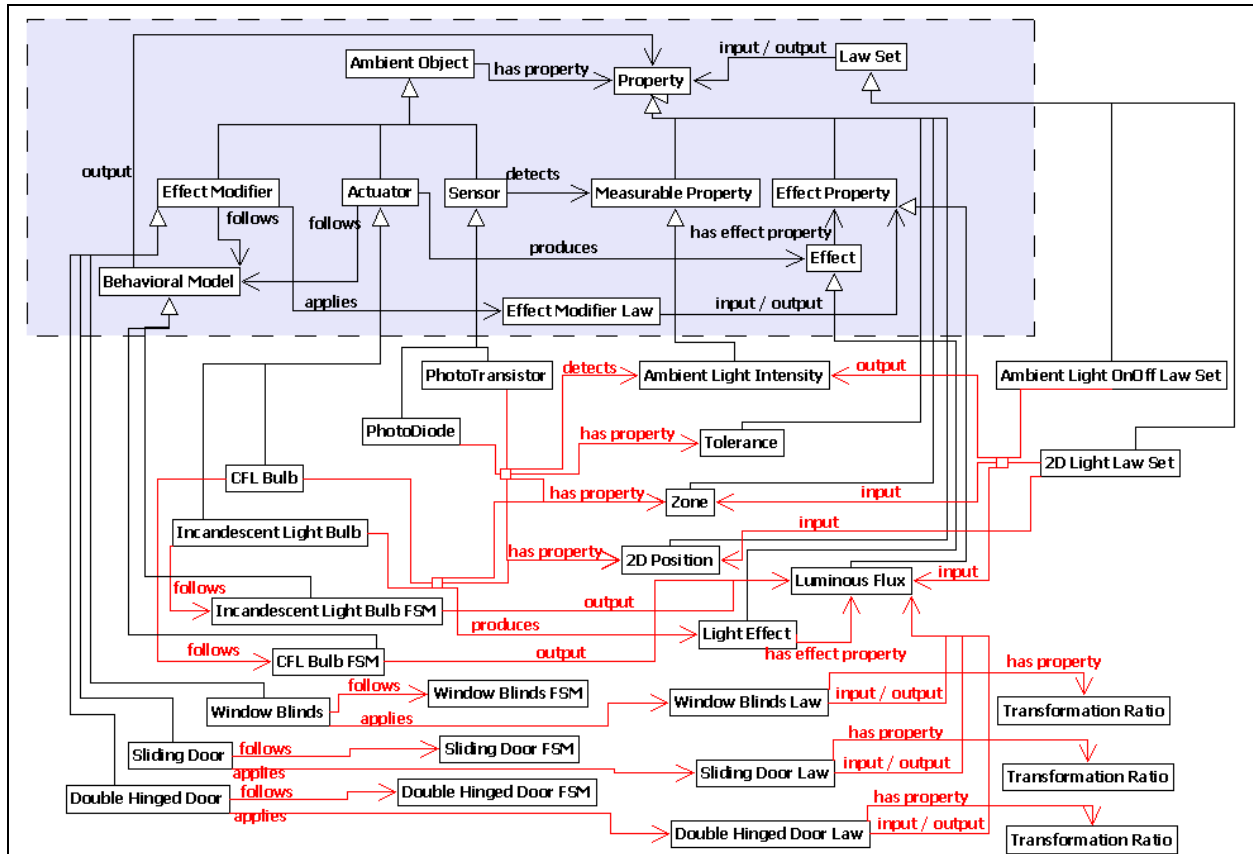 input / output
Law Set
Ambient Object
has property
Property
output
detects
Effect Modifier
Actuator
Sensor
Measurable Property
Effect Property
follows
follows
has effect property
produces
Effect
Behavioral Model
applies
Effect Modifier Law
input / output
PhotoTransistor
detects
Ambient Light Intensity
output
Ambient Light OnOff Law Set
PhotoDiode
has property
Tolerance
2D Light Law Set
CFL Bulb
has property
Zone
input
Incandescent Light Bulb
input
has property
2D Position
follows
Luminous Flux
input
Incandescent Light Bulb FSM
output
produces
Light Effect
has effect property
follows
CFL Bulb FSM
output
has property
follows
Window Blinds FSM
Window Blinds
applies
Window Blinds Law
input / output
Transformation Ratio
Sliding Door
follows
Sliding Door FSM
has property
applies
Sliding Door Law
input / output
Transformation Ratio
Double Hinged Door
follows
Double Hinged Door FSM
has property
applies
Double Hinged Door Law
input / output
Transformation Ratio